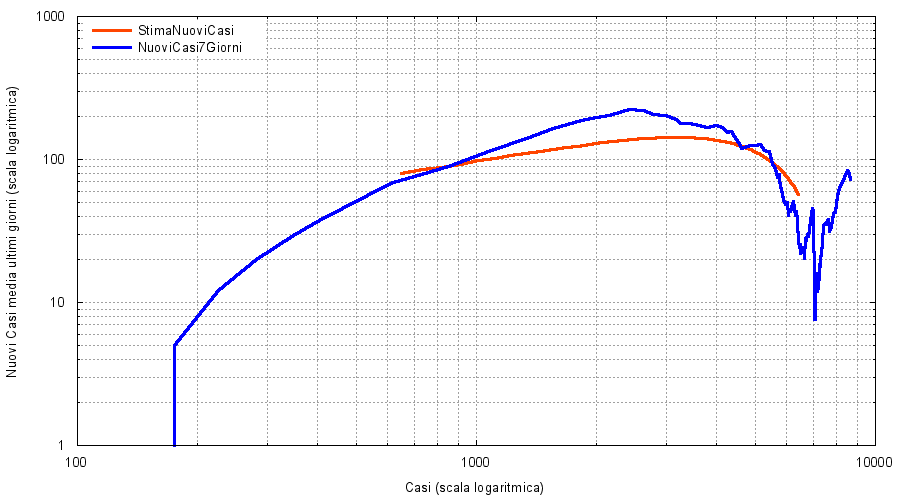 1000
StimaNuoviCasi
NuoviCasi7Giorni
100
10
1
100
1000
10000
Nuovi Casi media ultimi giorni (scala logaritmica)
Casi (scala logaritmica)